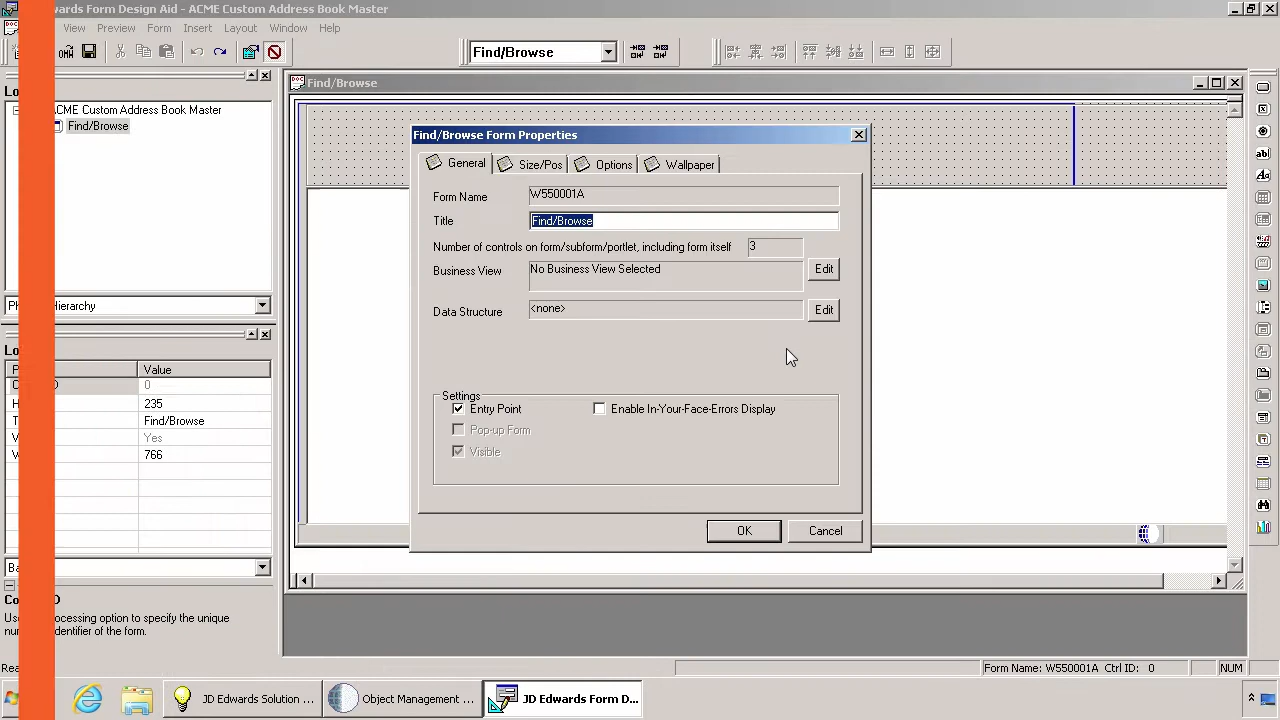 Edwards Form Design Aid - ACME Custom Address Book Master
View Preview Form Insert Layout Window Help
Find/Browse
Find/Browse
ACME Custom Address Book Master
Find/Browse
Find/Browse Form Properties
General Size/Pos Options Wallpaper
Form Name W550001A
Title Find/Browse
Number of controls on form/subform/portlet, including form itself 3
Business View No Business View Selected Edit
Data Structure <none> Edit
Settings
Entry Point Enable In-Your-Face-Errors Display
Pop-up Form
Visible
OK Cancel
Hierarchy
Value
0
235
Find/Browse
Yes
766
processing option to specify the unique
identifier of the form.
Form Name: W550001A Ctrl ID: 0 NUM
JD Edwards Solution ... Object Management ... JD Edwards Form D...